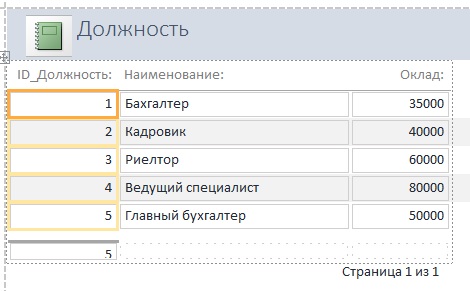 Должность
ID_Должность: Наименование: Оклад:
1 Бахгалтер 35000
2 Кадровик 40000
3 Риелтор 60000
4 Ведущий специалист 80000
5 Главный бухгалтер 50000
5
Страница 1 из 1